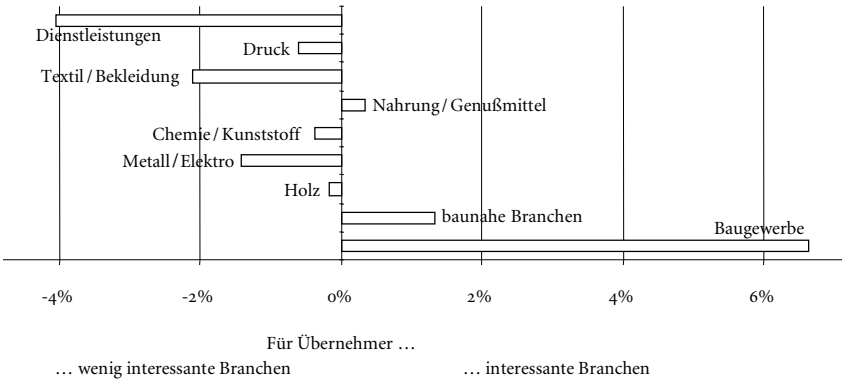 Dienstleistungen
Druck
Textil / Bekleidung
Nahrung / Genußmittel
Chemie / Kunststoff
Metall / Elektro
Holz
baunahe Branchen
Baugewerbe
-4% -2% 0% 2% 4% 6%
Für Übernehmer …
… wenig interessante Branchen … interessante Branchen